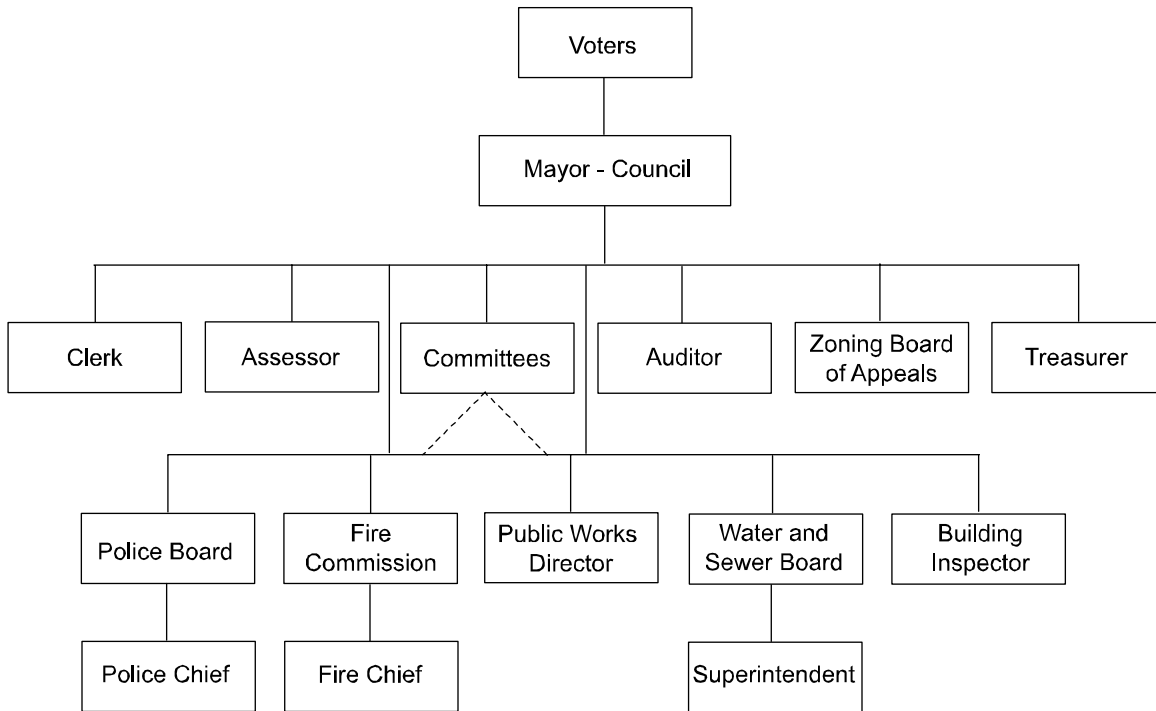 Voters
Mayor - Council
Clerk
Assessor
Committees
Auditor
Zoning Board
of Appeals
Treasurer
Police Board
Fire
Commission
Public Works
Director
Water and
Sewer Board
Building
Inspector
Police Chief
Fire Chief
Superintendent